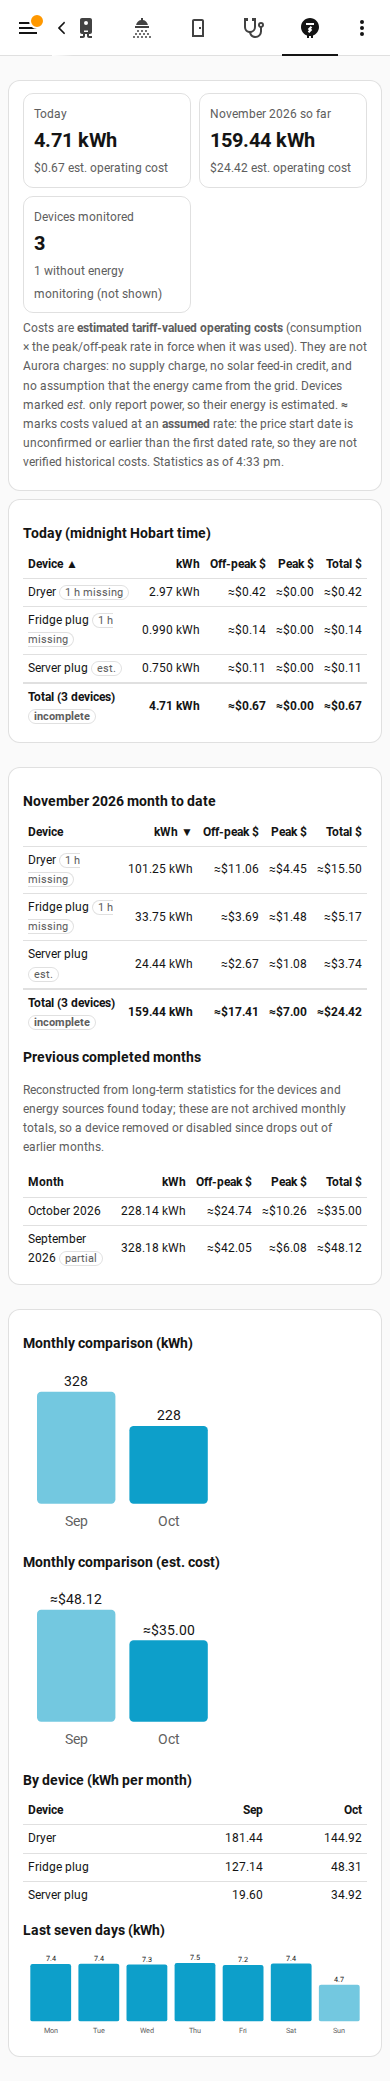 Today
4.71 kWh
$0.67 est. operating cost
November 2026 so far
159.44 kWh
$24.42 est. operating cost
Devices monitored
3
1 without energy
monitoring (not shown)
Costs are estimated tariff-valued operating costs (consumption
× the peak/off-peak rate in force when it was used). They are not
Aurora charges: no supply charge, no solar feed-in credit, and
no assumption that the energy came from the grid. Devices
marked est. only report power, so their energy is estimated. ≈
marks costs valued at an assumed rate: the price start date is
unconfirmed or earlier than the first dated rate, so they are not
verified historical costs. Statistics as of 4:33 pm.
Today (midnight Hobart time)
Device ▲ kWh Off-peak $ Peak $ Total $
Dryer 1 h missing 2.97 kWh ≈$0.42 ≈$0.00 ≈$0.42
Fridge plug 1 h
missing 0.990 kWh ≈$0.14 ≈$0.00 ≈$0.14
Server plug est. 0.750 kWh ≈$0.11 ≈$0.00 ≈$0.11
Total (3 devices)
incomplete 4.71 kWh ≈$0.67 ≈$0.00 ≈$0.67
November 2026 month to date
Device kWh ▼ Off-peak $ Peak $ Total $
Dryer 1 h
missing 101.25 kWh ≈$11.06 ≈$4.45 ≈$15.50
Fridge plug 1 h
missing 33.75 kWh ≈$3.69 ≈$1.48 ≈$5.17
Server plug
est. 24.44 kWh ≈$2.67 ≈$1.08 ≈$3.74
Total (3 devices)
incomplete 159.44 kWh ≈$17.41 ≈$7.00 ≈$24.42
Previous completed months
Reconstructed from long-term statistics for the devices and
energy sources found today; these are not archived monthly
totals, so a device removed or disabled since drops out of
earlier months.
Month kWh Off-peak $ Peak $ Total $
October 2026 228.14 kWh ≈$24.74 ≈$10.26 ≈$35.00
September
2026 partial 328.18 kWh ≈$42.05 ≈$6.08 ≈$48.12
Monthly comparison (kWh)
328
228
Sep Oct
Monthly comparison (est. cost)
≈$48.12
≈$35.00
Sep Oct
By device (kWh per month)
Device Sep Oct
Dryer 181.44 144.92
Fridge plug 127.14 48.31
Server plug 19.60 34.92
Last seven days (kWh)
7.4 7.4 7.3 7.5 7.2 7.4 4.7
Mon Tue Wed Thu Fri Sat Sun